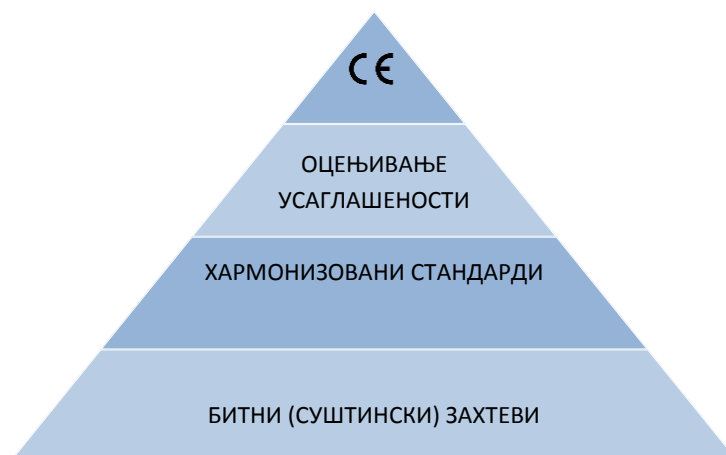 CE
ОЦЕЊИВАЊЕ
УСАГЛАШЕНОСТИ
ХАРМОНИЗОВАНИ СТАНДАРДИ
БИТНИ (СУШТИНСКИ) ЗАХТЕВИ